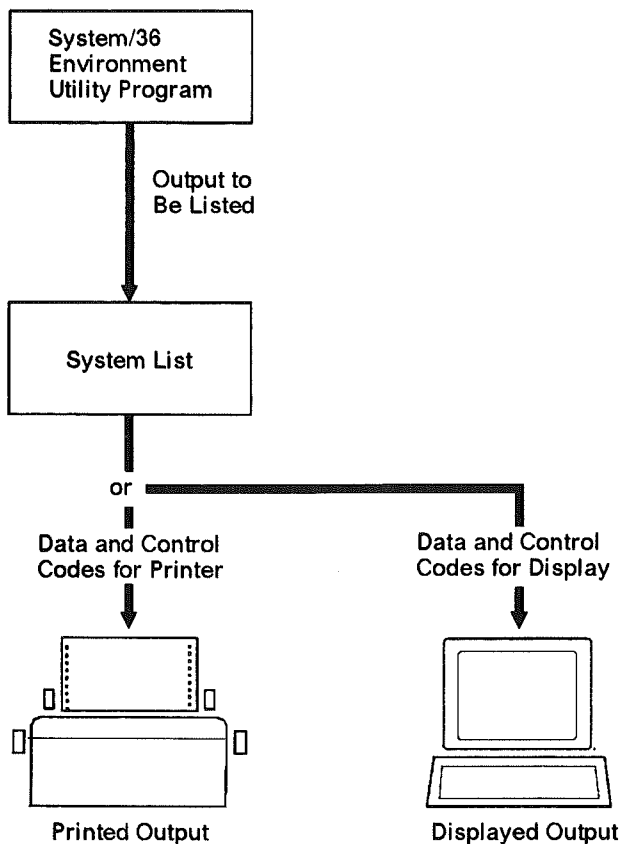 System/36
Environment
Utility Program
Output to
Be Listed
System List
or
Data and Control
Codes for Printer
Data and Control
Codes for Display
Printed Output
Displayed Output